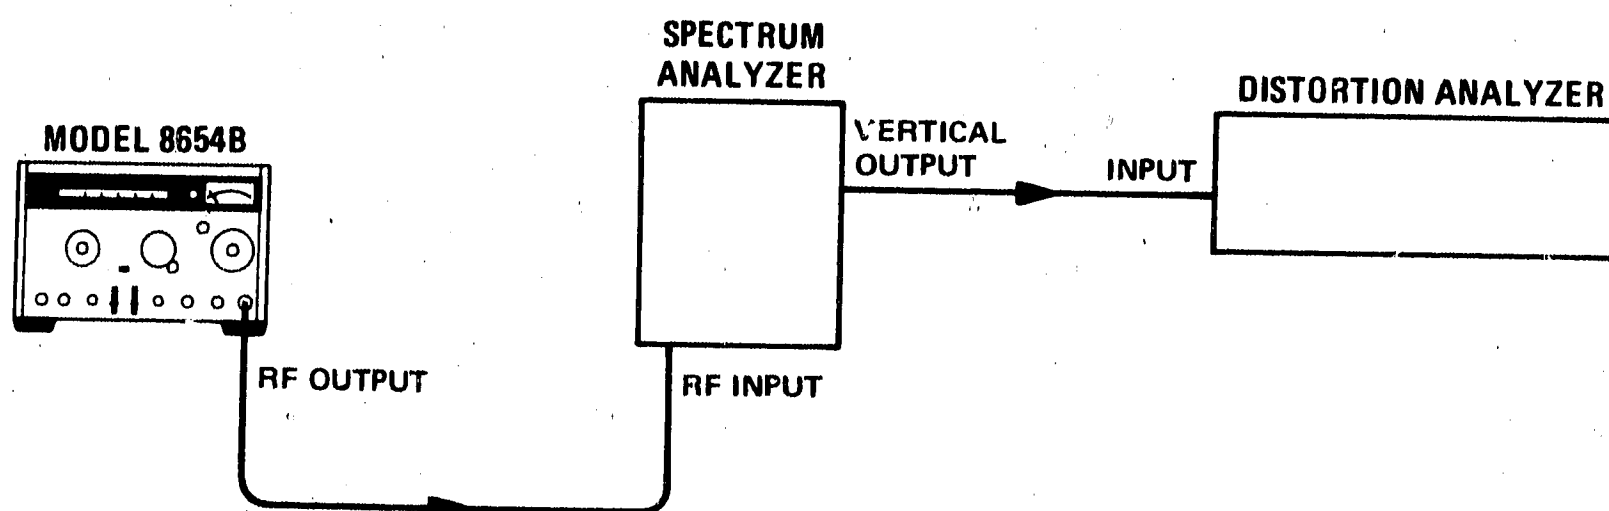 SPECTRUM
ANALYZER
DISTORTION ANALYZER
MODEL 8654B
VERTICAL
OUTPUT
INPUT
RF OUTPUT
RF INPUT